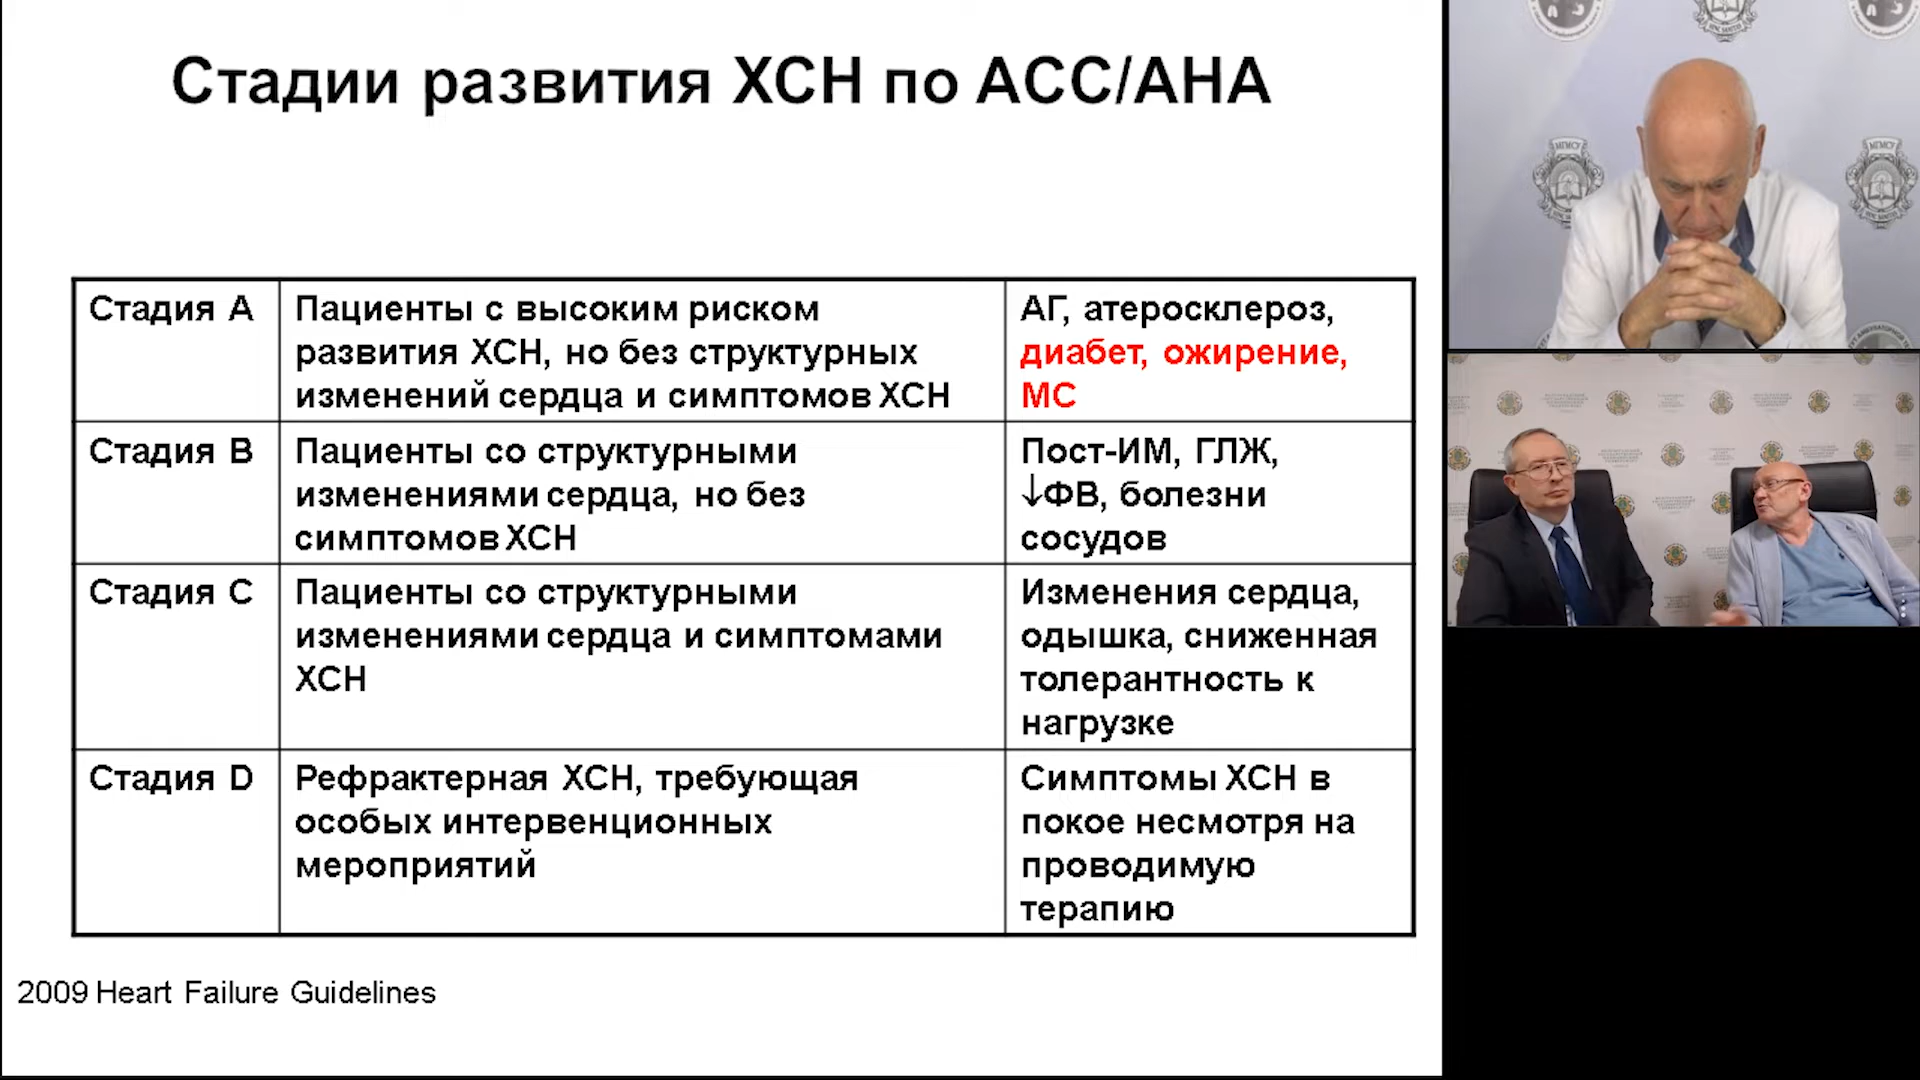 Стадии развития ХСН по АСС/АНА
Стадия А
Пациенты с высоким риском
развития ХСН, но без структурных
изменений сердца и симптомов ХСН
АГ, атеросклероз,
диабет, ожирение,
МС
Стадия В
Пациенты со структурными
изменениями сердца, но без
симптомов ХСН
Пост-ИМ, ГЛЖ,
↓ФВ, болезни
сосудов
Стадия С
Пациенты со структурными
изменениями сердца и симптомами
ХСН
Изменения сердца,
одышка, сниженная
толерантность к
нагрузке
Стадия D
Рефрактерная ХСН, требующая
особых интервенционных
мероприятий
Симптомы ХСН в
покое несмотря на
проводимую
терапию
2009 Heart Failure Guidelines
МГМСУ
МГМСУ